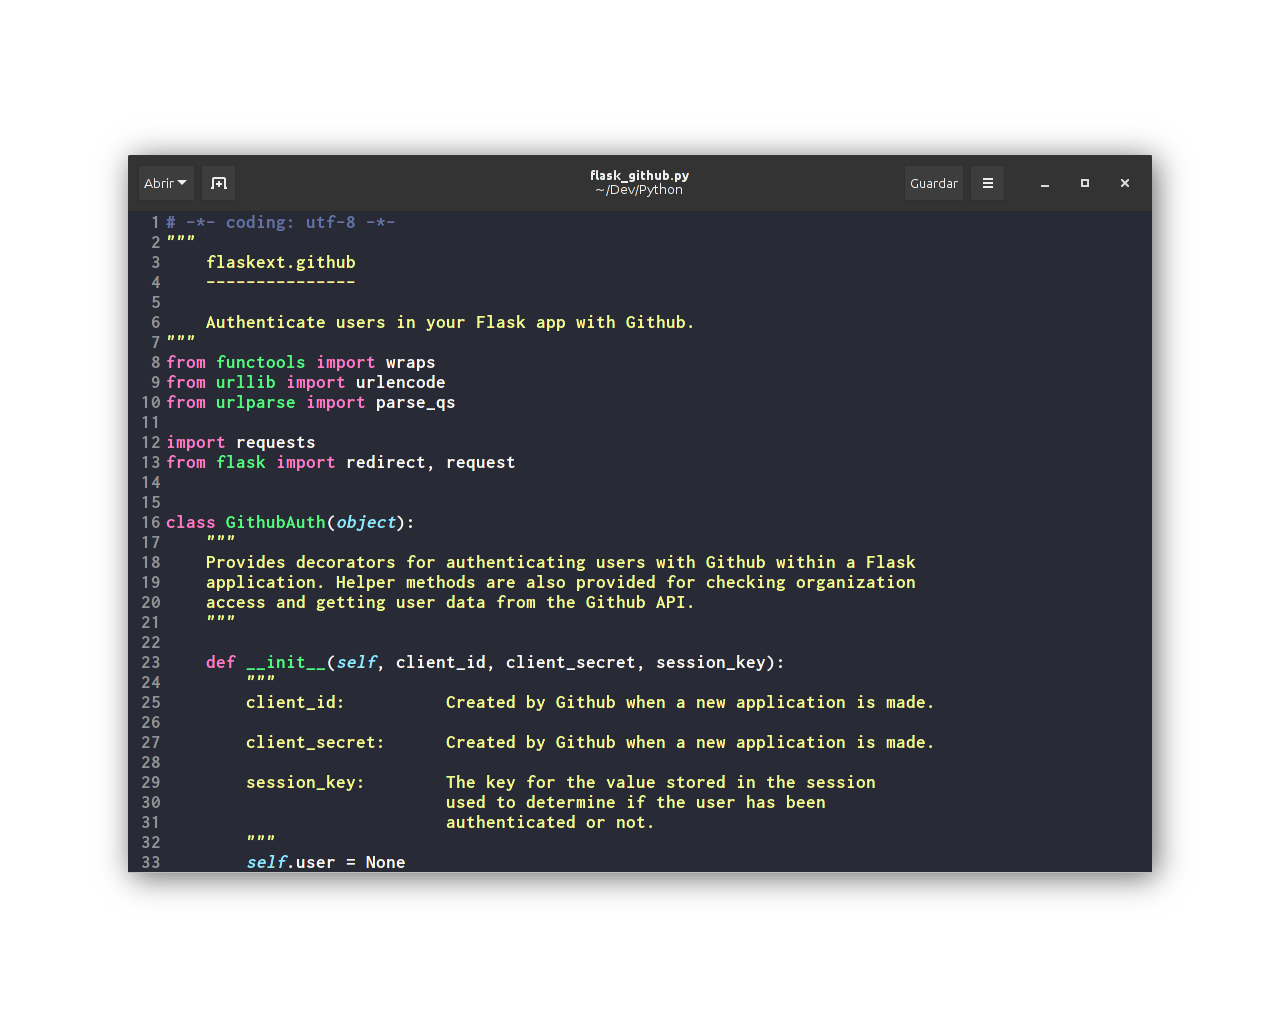 Abrir
flask_github.py
~/Dev/Python
Guardar
1 # -*- coding: utf-8 -*-
2 """
3     flaskext.github
4     ---------------
5
6     Authenticate users in your Flask app with Github.
7 """
8 from functools import wraps
9 from urllib import urlencode
10 from urlparse import parse_qs
11
12 import requests
13 from flask import redirect, request
14
15
16 class GithubAuth(object):
17     """
18     Provides decorators for authenticating users with Github within a Flask
19     application. Helper methods are also provided for checking organization
20     access and getting user data from the Github API.
21     """
22
23     def __init__(self, client_id, client_secret, session_key):
24         """
25         client_id:          Created by Github when a new application is made.
26
27         client_secret:      Created by Github when a new application is made.
28
29         session_key:        The key for the value stored in the session
30                             used to determine if the user has been
31                             authenticated or not.
32         """
33         self.user = None